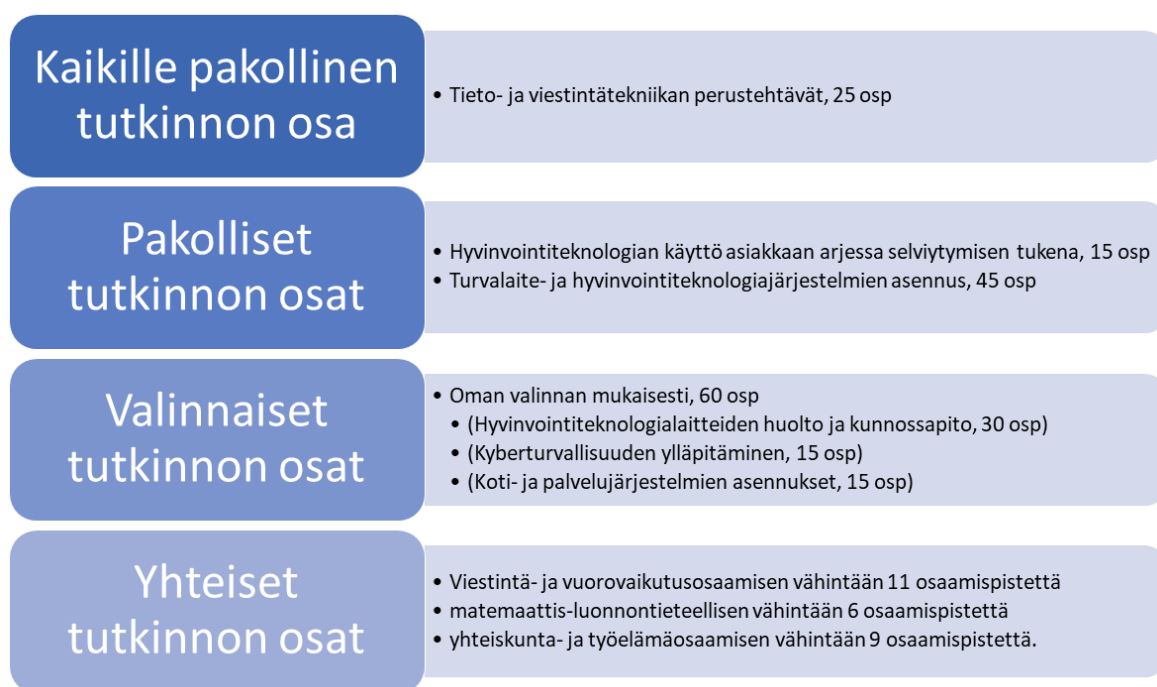 Kaikille pakollinen
tutkinnon osa
• Tieto- ja viestintätekniikan perustehtävät, 25 osp
Pakolliset
tutkinnon osat
• Hyvinvointiteknologian käyttö asiakkaan arjessa selviytymisen tukena, 15 osp
• Turvalaite- ja hyvinvointiteknologiajärjestelmien asennus, 45 osp
Valinnaiset
tutkinnon osat
• Oman valinnan mukaisesti, 60 osp
• (Hyvinvointiteknologialaitteiden huolto ja kunnossapito, 30 osp)
• (Kyberturvallisuuden ylläpitäminen, 15 osp)
• (Koti- ja palvelujärjestelmien asennukset, 15 osp)
Yhteiset
tutkinnon osat
• Viestintä- ja vuorovaikutusosaamisen vähintään 11 osaamispistettä
• matemaattis-luonnontieteellisen vähintään 6 osaamispistettä
• yhteiskunta- ja työelämäosaamisen vähintään 9 osaamispistettä.